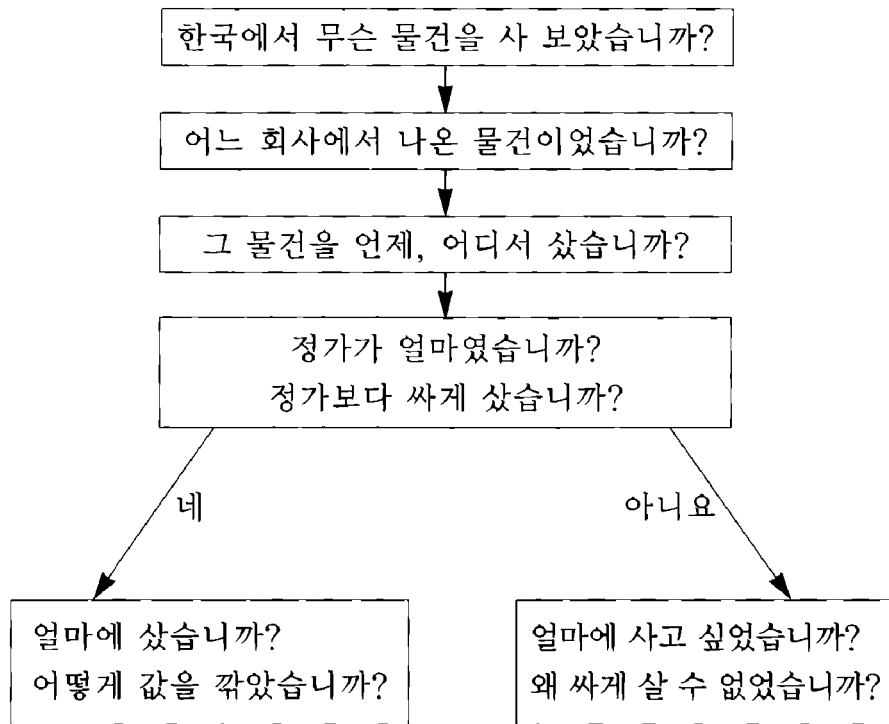 한국에서 무슨 물건을 사 보았습니까?
어느 회사에서 나온 물건이었습니까?
그 물건을 언제, 어디서 샀습니까?
정가가 얼마였습니까?
정가보다 싸게 샀습니까?
네
아니요
얼마에 샀습니까?
어떻게 값을 깎았습니까?
얼마에 사고 싶었습니까?
왜 싸게 살 수 없었습니까?